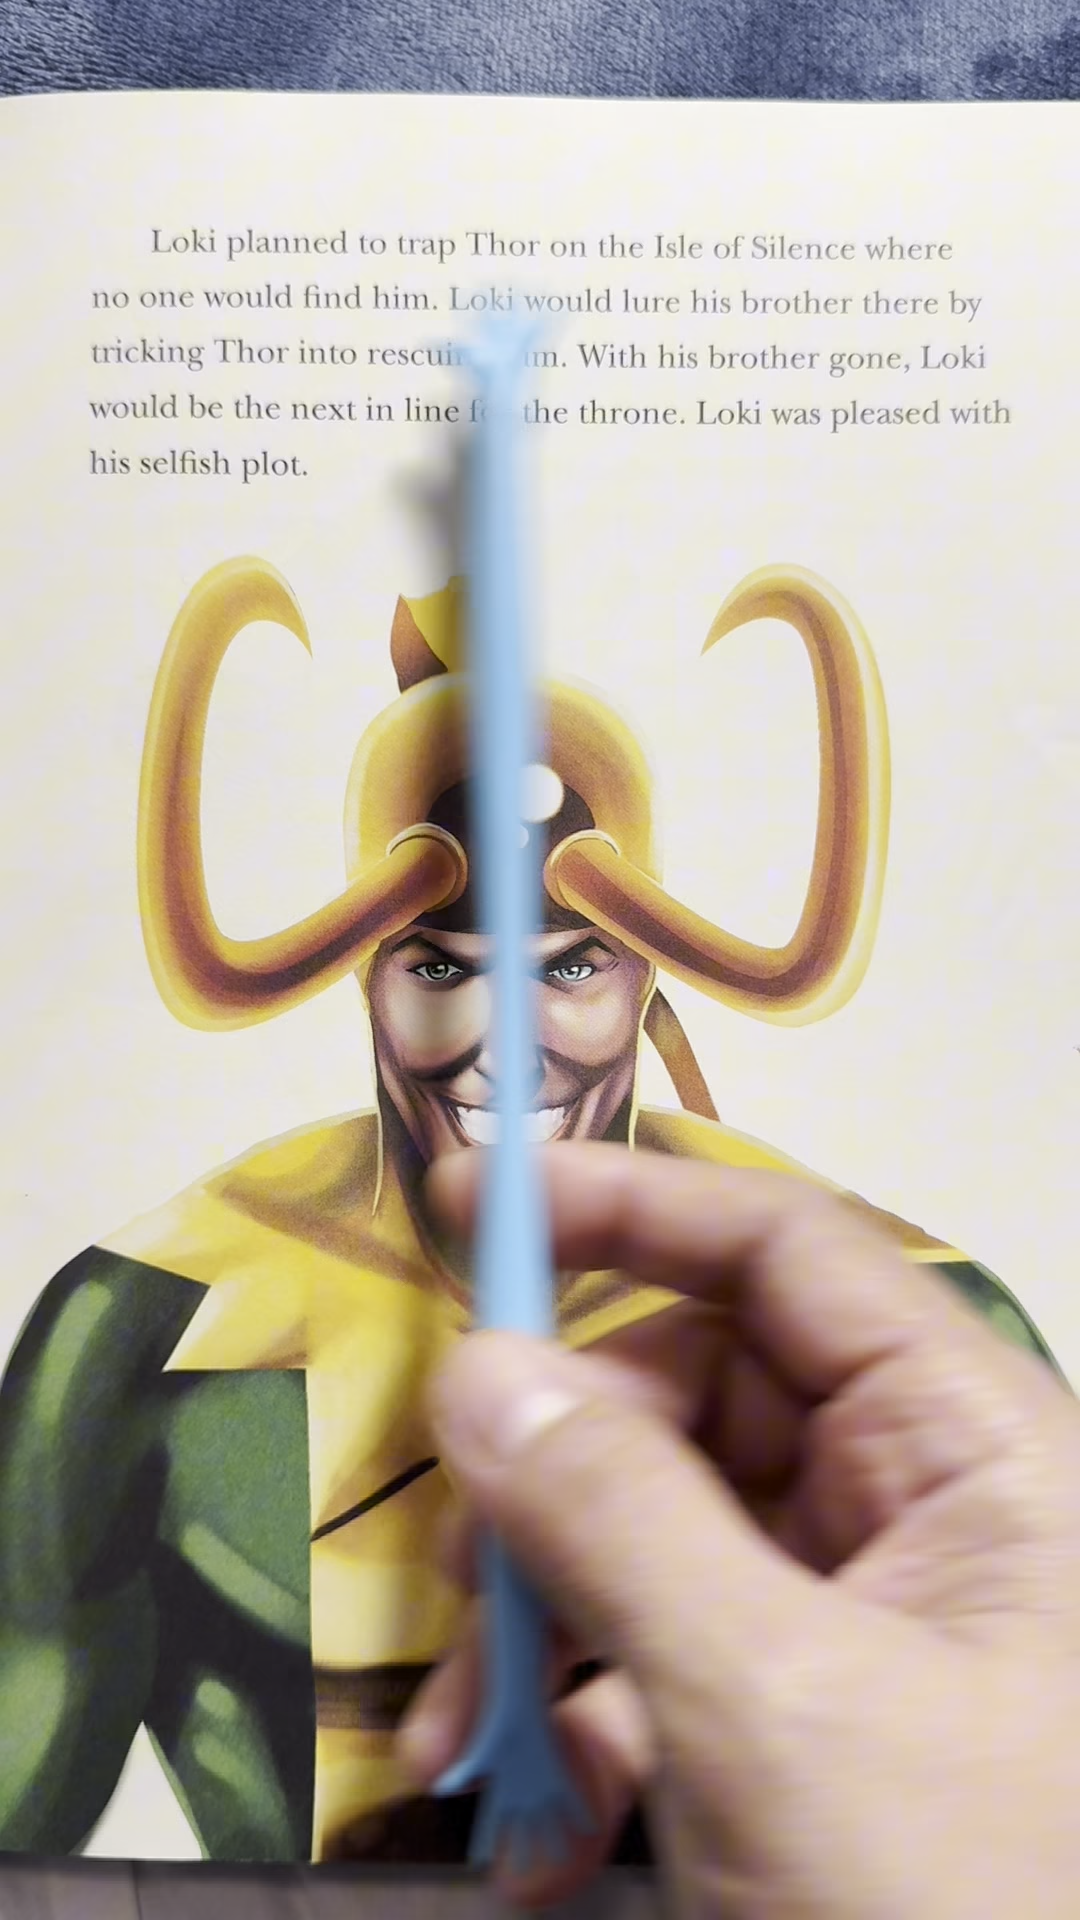 Loki planned to trap Thor on the Isle of Silence where
no one would find him. Loki would lure his brother there by
tricking Thor into With his brother gone, Loki
would be the next in line the throne. Loki was pleased with
his selfish plot.